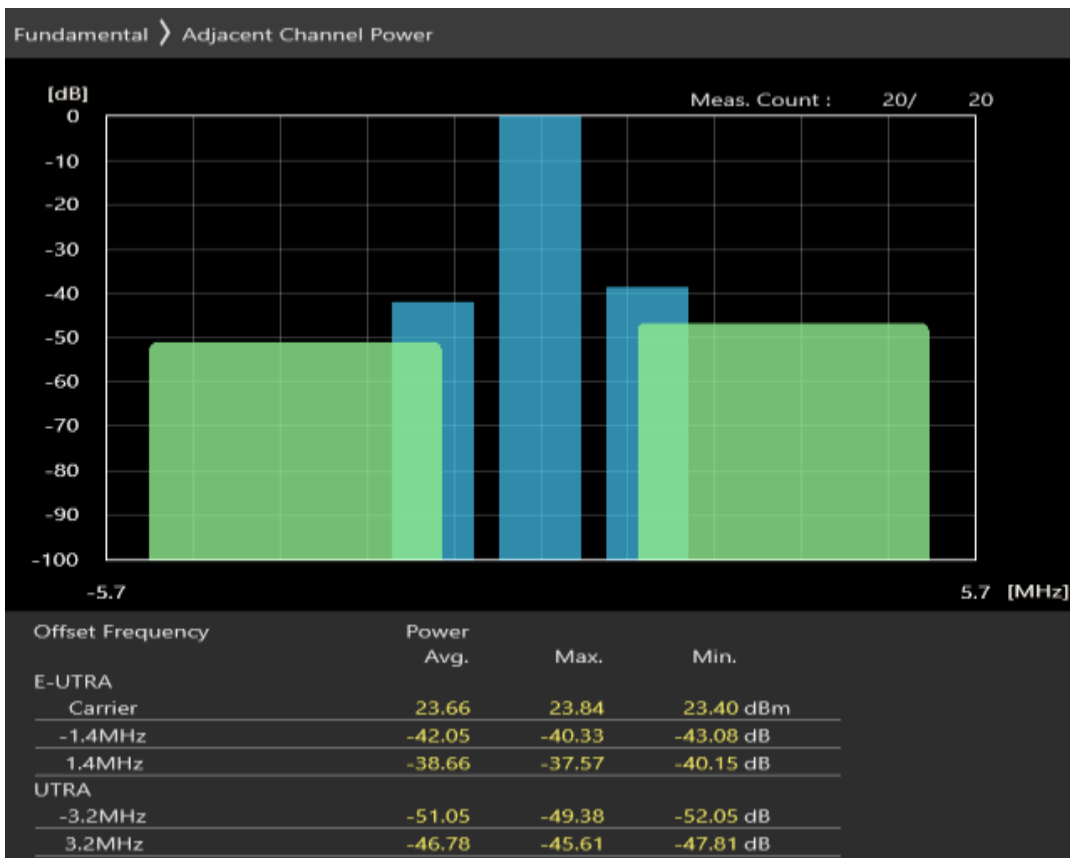 Fundamental 〉 Adjacent Channel Power
[dB]
Meas. Count : 20/ 20
0
-10
-20
-30
-40
-50
-60
-70
-80
-90
-100
-5.7 5.7 [MHz]
Offset Frequency Power
Avg. Max. Min.
E-UTRA
Carrier 23.66 23.84 23.40 dBm
-1.4MHz -42.05 -40.33 -43.08 dB
1.4MHz -38.66 -37.57 -40.15 dB
UTRA
-3.2MHz -51.05 -49.38 -52.05 dB
3.2MHz -46.78 -45.61 -47.81 dB